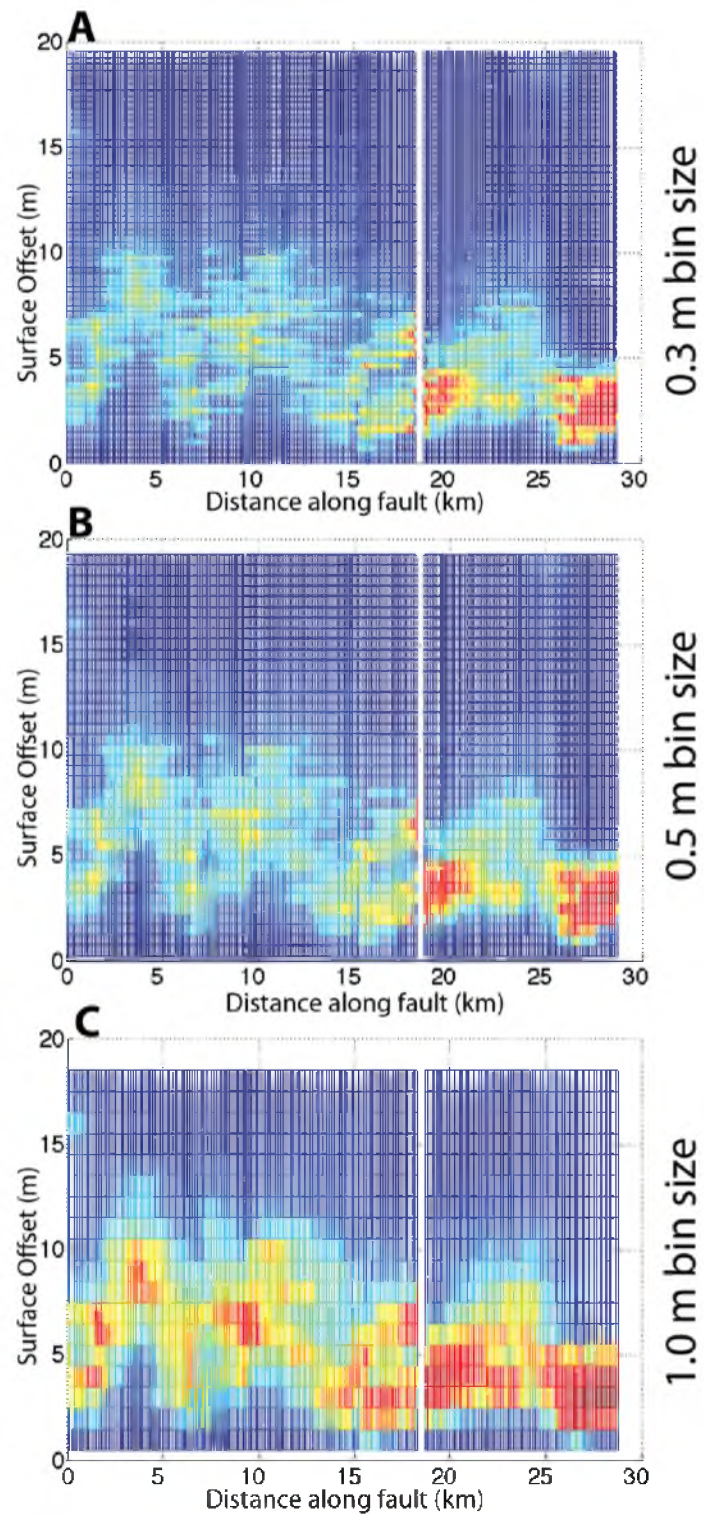 A
20
15
10
5
0
Surface Offset (m)
0 5 10 15 20 25 30
Distance along fault (km)
0.3 m bin size
B
20
15
10
5
0
Surface Offset (m)
0 5 10 15 20 25 30
Distance along fault (km)
0.5 m bin size
C
20
15
10
5
0
Surface Offset (m)
0 5 10 15 20 25 30
Distance along fault (km)
1.0 m bin size